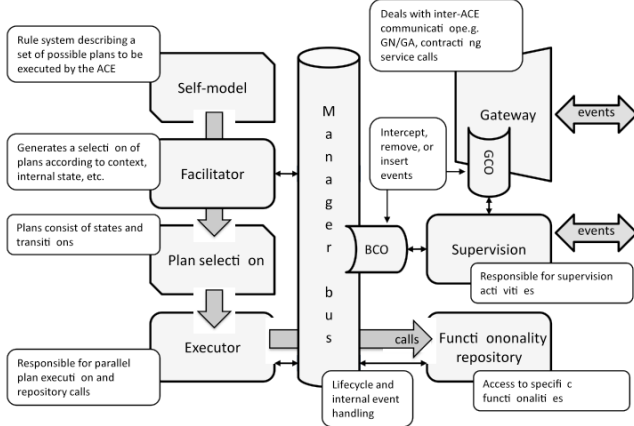 Rule system describing a
set of possible plans to be
executed by the ACE
Self-model
Generates a selecti on of
plans according to context,
internal state, etc.
Facilitator
Plans consist of states and
transiti ons
Plan selecti on
Executor
Responsible for parallel
plan executi on and
repository calls
Manager bus
Deals with inter-ACE
communicati one.g.
GN/GA, contracti ng
service calls
Gateway
events
Intercept,
remove, or
insert
events
GCO
BCO
Supervision
events
Responsible for supervision
acti viti es
calls
Functi ononality
repository
Access to specifi c
functi onaliti es
Lifecycle and
internal event
handling